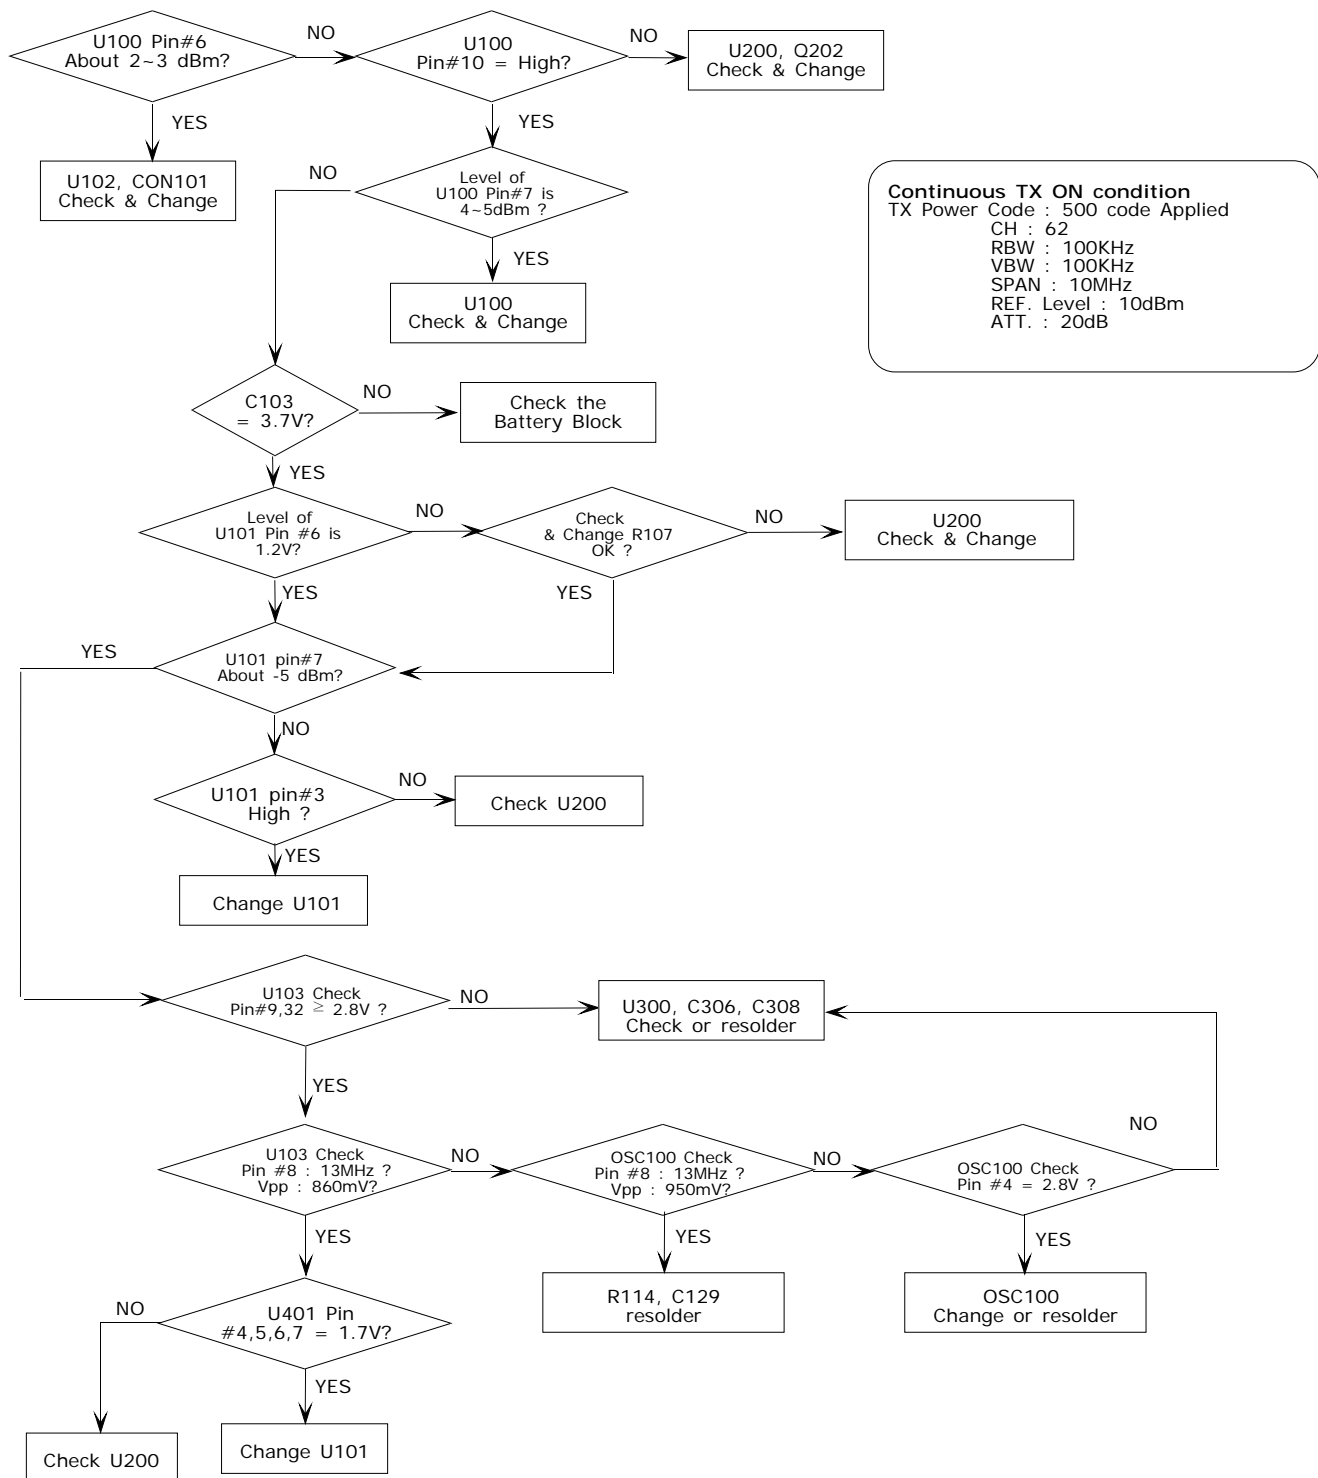 U100 Pin#6
About 2~3 dBm?
NO
U100
Pin#10 = High?
NO
U200, Q202
Check & Change
YES
YES
U102, CON101
Check & Change
NO
Level of
U100 Pin#7 is
4~5dBm ?
YES
U100
Check & Change
Continuous TX ON condition
TX Power Code : 500 code Applied
CH : 62
RBW : 100KHz
VBW : 100KHz
SPAN : 10MHz
REF. Level : 10dBm
ATT. : 20dB
C103
= 3.7V?
NO
Check the
Battery Block
YES
Level of
U101 Pin #6 is
1.2V?
NO
Check
& Change R107
OK ?
NO
U200
Check & Change
YES
YES
YES
U101 pin#7
About -5 dBm?
NO
U101 pin#3
High ?
NO
Check U200
YES
Change U101
U103 Check
Pin#9,32 ≥ 2.8V ?
NO
U300, C306, C308
Check or resolder
YES
U103 Check
Pin #8 : 13MHz ?
Vpp : 860mV?
NO
OSC100 Check
Pin #8 : 13MHz ?
Vpp : 950mV?
NO
OSC100 Check
Pin #4 = 2.8V ?
NO
YES
YES
YES
R114, C129
resolder
OSC100
Change or resolder
NO
U401 Pin
#4,5,6,7 = 1.7V?
YES
Check U200
Change U101